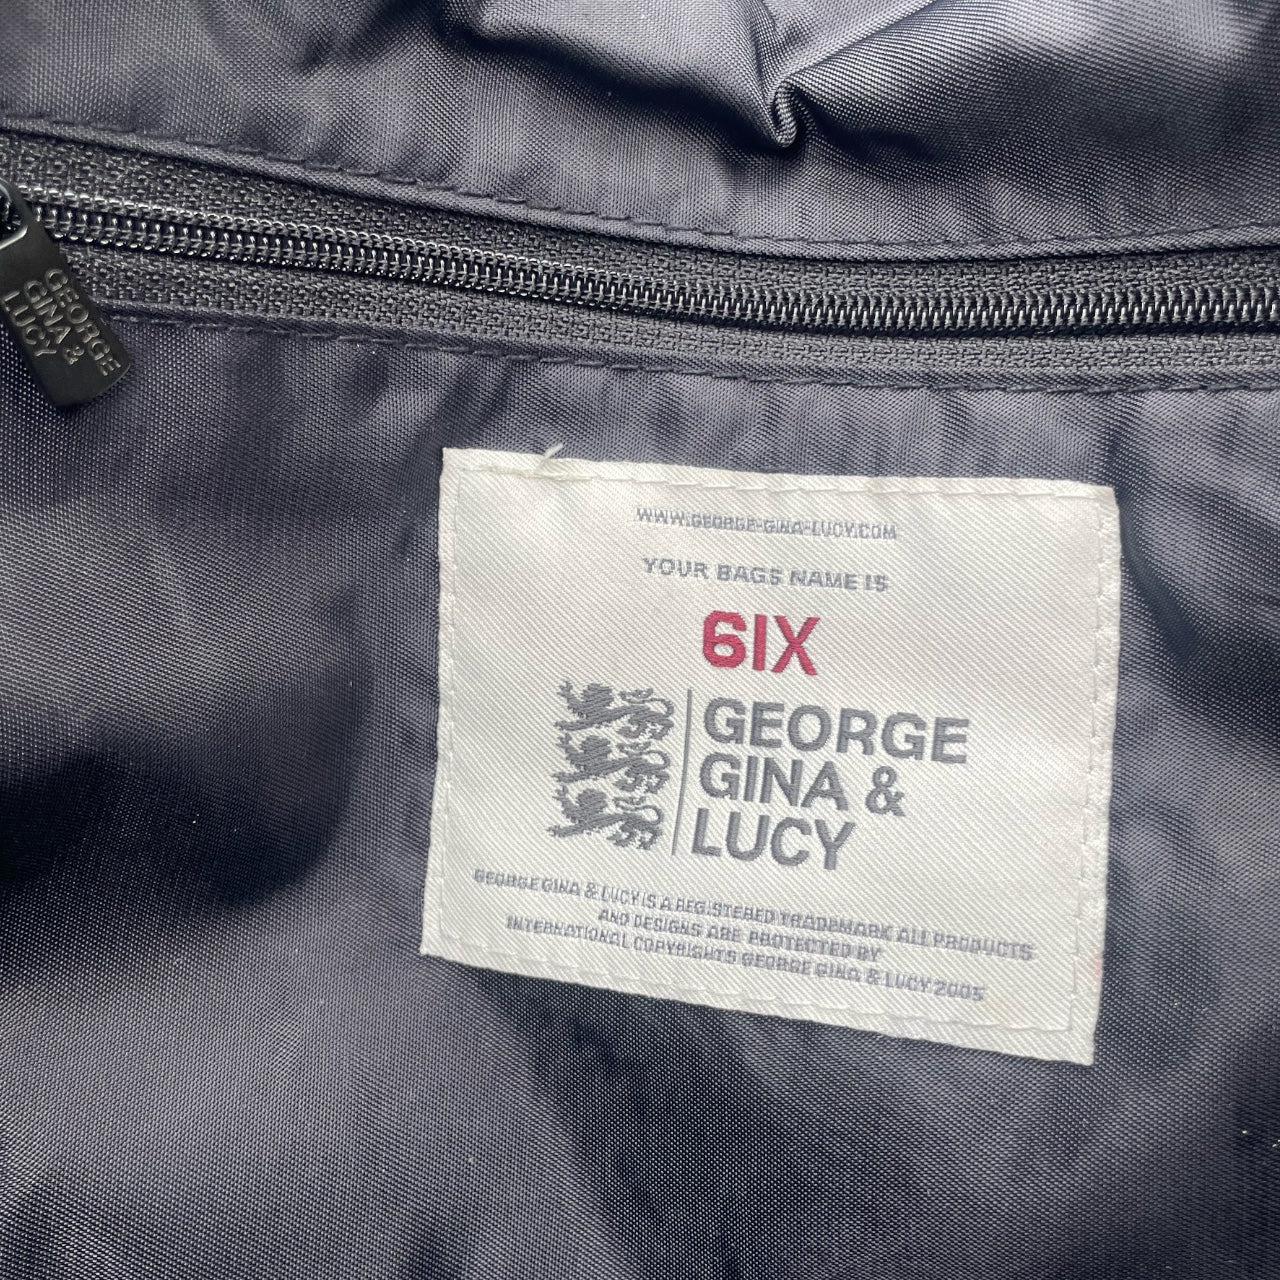 GEORGE
GINA &
LUCY
WWW.GEORGE-GINA-LUCY.COM
YOUR BAGS NAME IS
6IX
GEORGE
GINA &
LUCY
GEORGE GINA & LUCY IS A REGISTERED TRADEMARK ALL PRODUCTS
AND DESIGNS ARE PROTECTED BY
INTERNATIONAL COPYRIGHTS GEORGE GINA & LUCY 2005